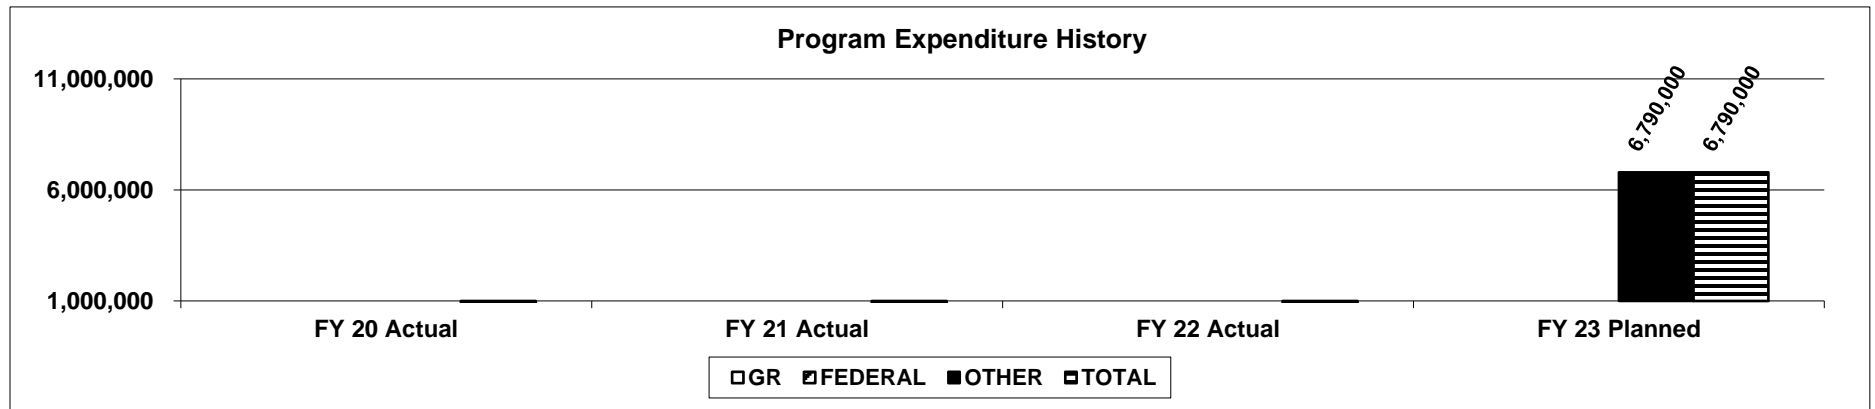 Program Expenditure History
11,000,000
6,790,000
6,790,000
6,000,000
1,000,000
FY 20 Actual
FY 21 Actual
FY 22 Actual
FY 23 Planned
GR FEDERAL OTHER TOTAL